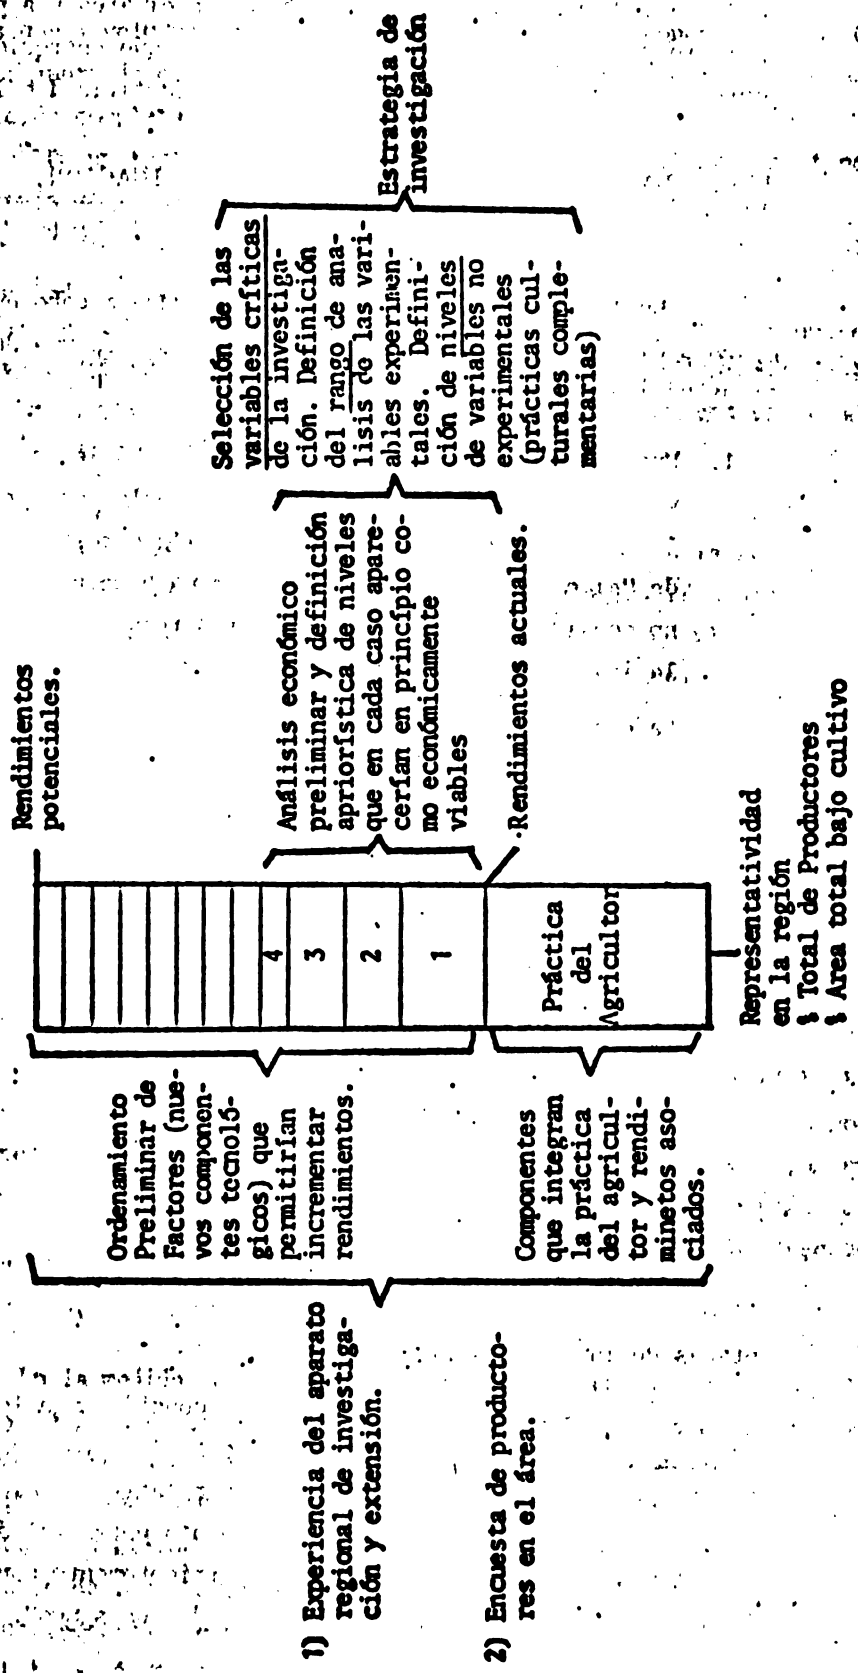 1) Experiencia del aparato
regional de investiga-
ción y extensión.
2) Encuesta de producto-
res en el área.
Ordenamiento
Preliminar de
Factores (nue-
vos componen-
tes tecnoló-
gicos) que
permitirían
incrementar
rendimientos.
Componentes
que integran
la práctica
del agricul-
tor y rendi-
minetos aso-
ciados.
4
3
2
1
Práctica
del
Agricultor
Rendimientos
potenciales.
Análisis económico
preliminar y definición
apriorística de niveles
que en cada caso apare-
cerían en principio co-
mo económicamente
viables
Rendimientos actuales.
Representatividad
en la región
% Total de Productores
% Area total bajo cultivo
Selección de las
variables críticas
de la investiga-
ción. Definición
del rango de aná-
lisis de las vari-
ables experimen-
tales. Defini-
ción de niveles
de variables no
experimentales
(prácticas cul-
turales comple-
mentarias)
Estrategia de
investigación